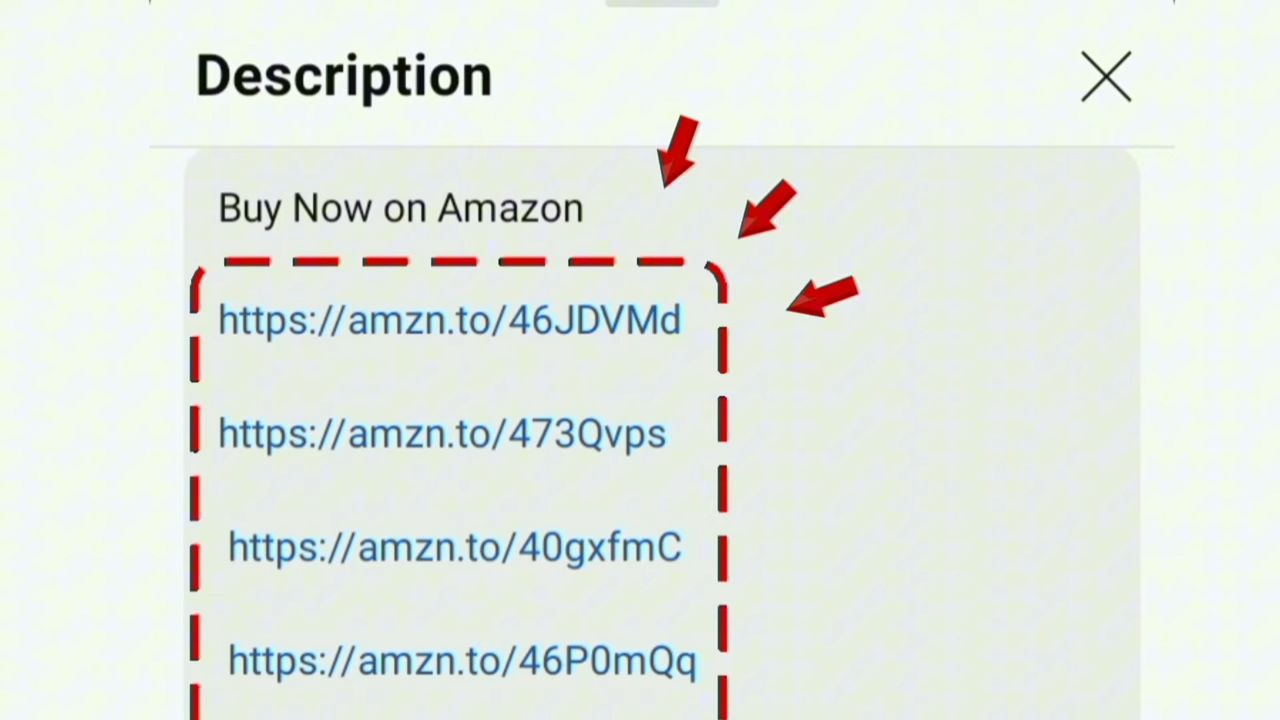 Description
Buy Now on Amazon
https://amzn.to/46JDVMd
https://amzn.to/473Qvps
https://amzn.to/40gxfmC
https://amzn.to/46P0mQq